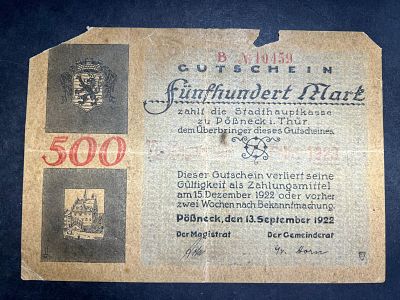 B № 10459
GUTSCHEIN
Fünfhundert Mark
zahlt die Stadthauptkasse
zu Pößneck i. Thür
dem Überbringer dieses Gutscheines.
500
Dieser Gutschein verliert seine
Gültigkeit als Zahlungsmittel
am 15. Dezember 1922 oder vorher
zwei Wochen nach Bekanntmachung.
Pößneck, den 13. September 1922
Der Magistrat Der Gemeinderat